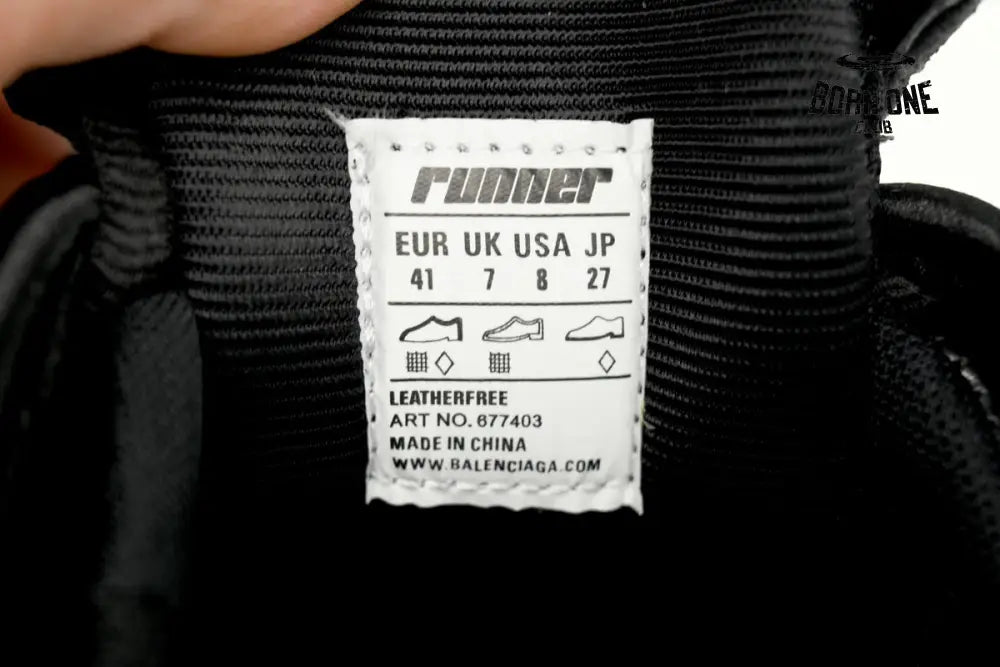 BORN ONE
CLUB
runner
EUR UK USA JP
41 7 8 27
LEATHERFREE
ART NO. 677403
MADE IN CHINA
WWW.BALENCIAGA.COM